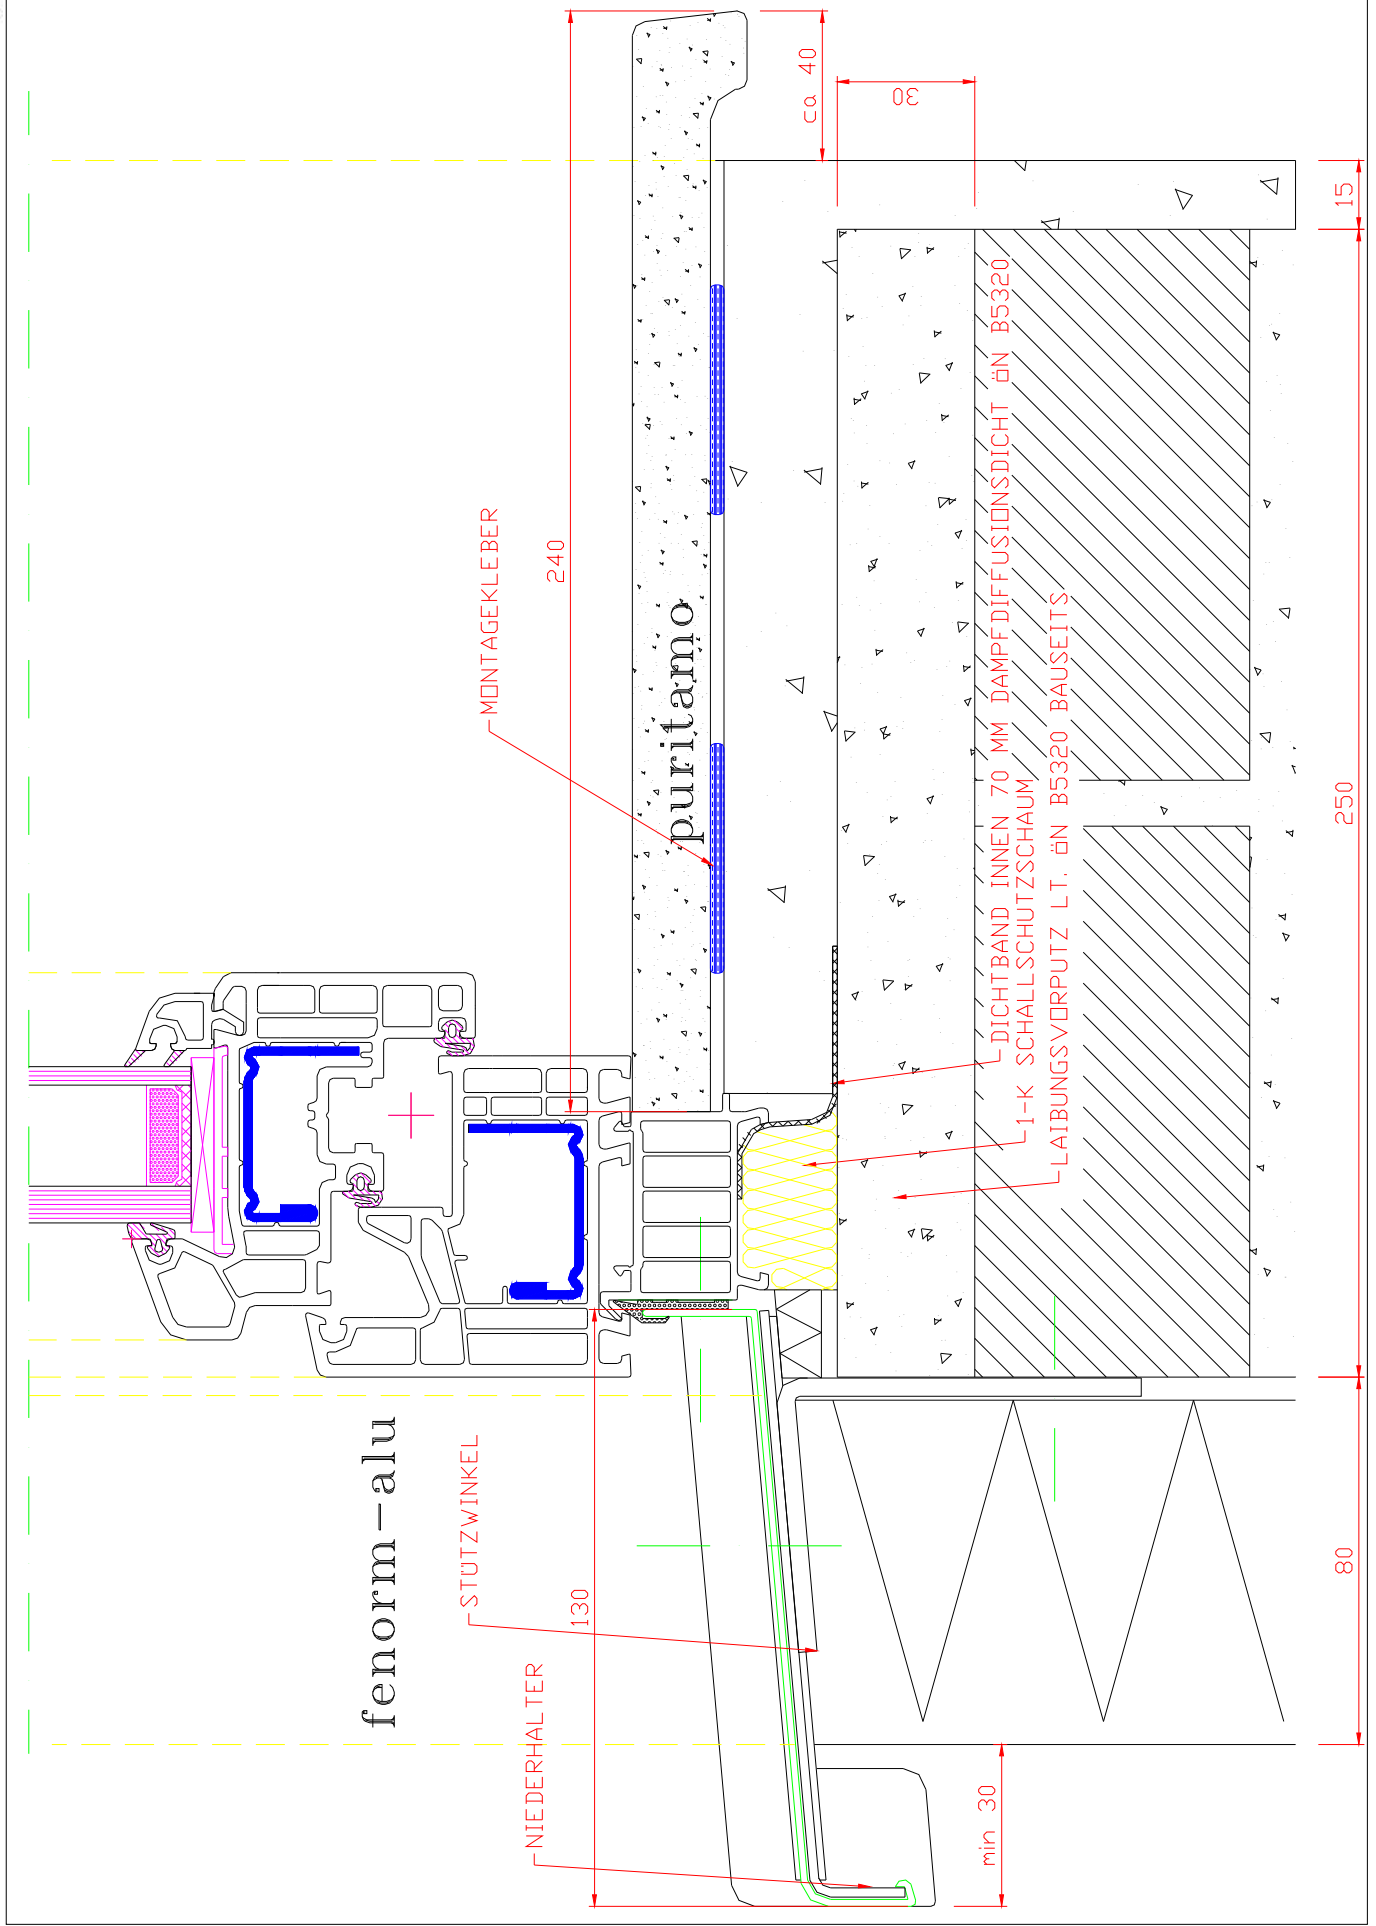 fenorm-alu
puritamo
MONTAGEKLEBER
STÜTZWINKEL
NIEDERHALTER
DICHTBAND INNEN 70 MM DAMPFDIFFUSIONSDICHT ÖN B5320
1-K SCHALLSCHUTZSCHAUM
LAIBUNGSVORPUTZ LT. ÖN B5320 BAUSEITS
240
ca 40
30
15
250
80
130
min 30